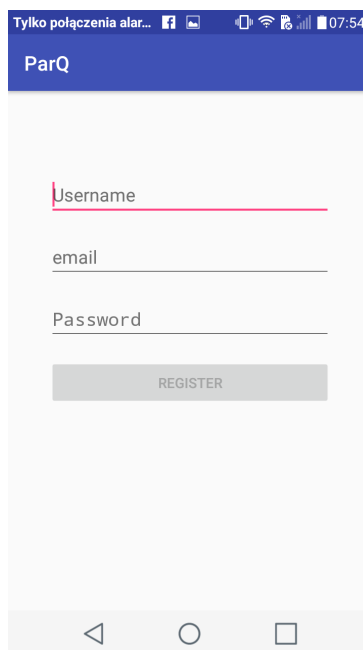 Tylko połączenia alar... 07:54
ParQ
Username
email
Password
REGISTER